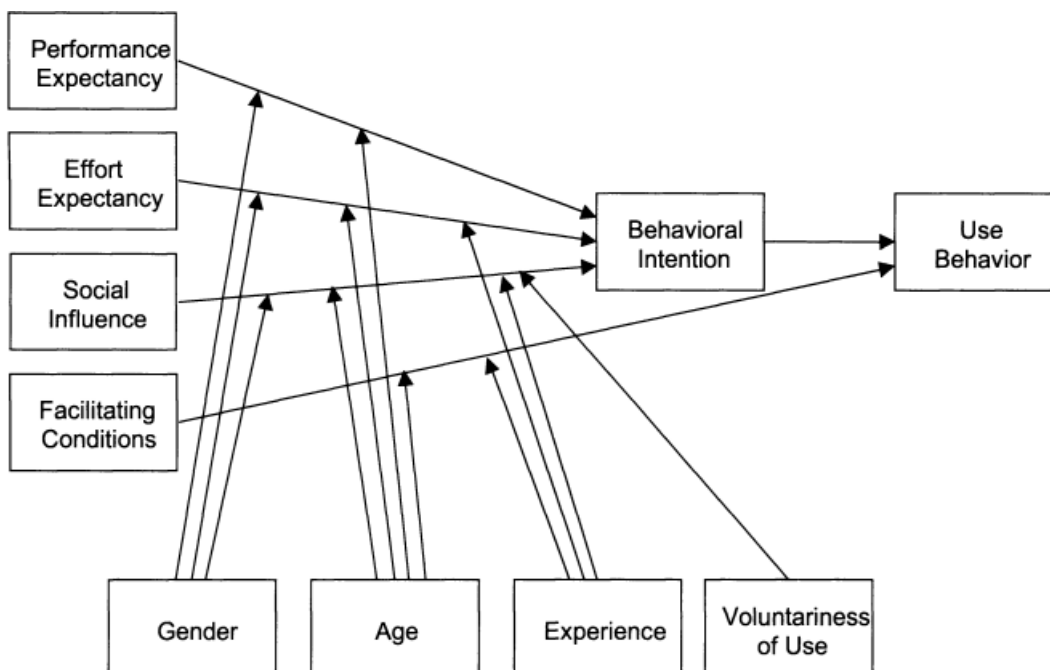 Performance
Expectancy
Effort
Expectancy
Social
Influence
Facilitating
Conditions
Behavioral
Intention
Use
Behavior
Gender
Age
Experience
Voluntariness
of Use